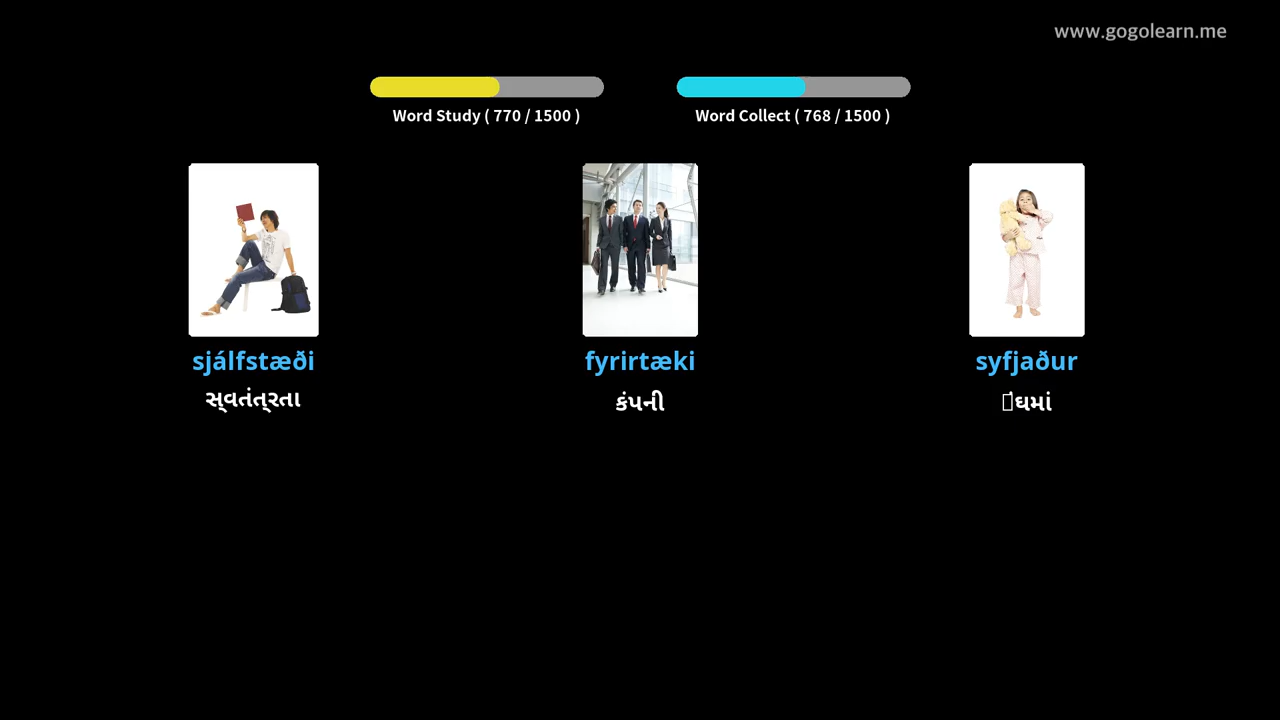 www.gogolearn.me
Word Study ( 770 / 1500 )
Word Collect ( 768 / 1500 )
sjálfstæði
fyrirtæki
syfjaður
સ્વતંત્રતા
કંપની